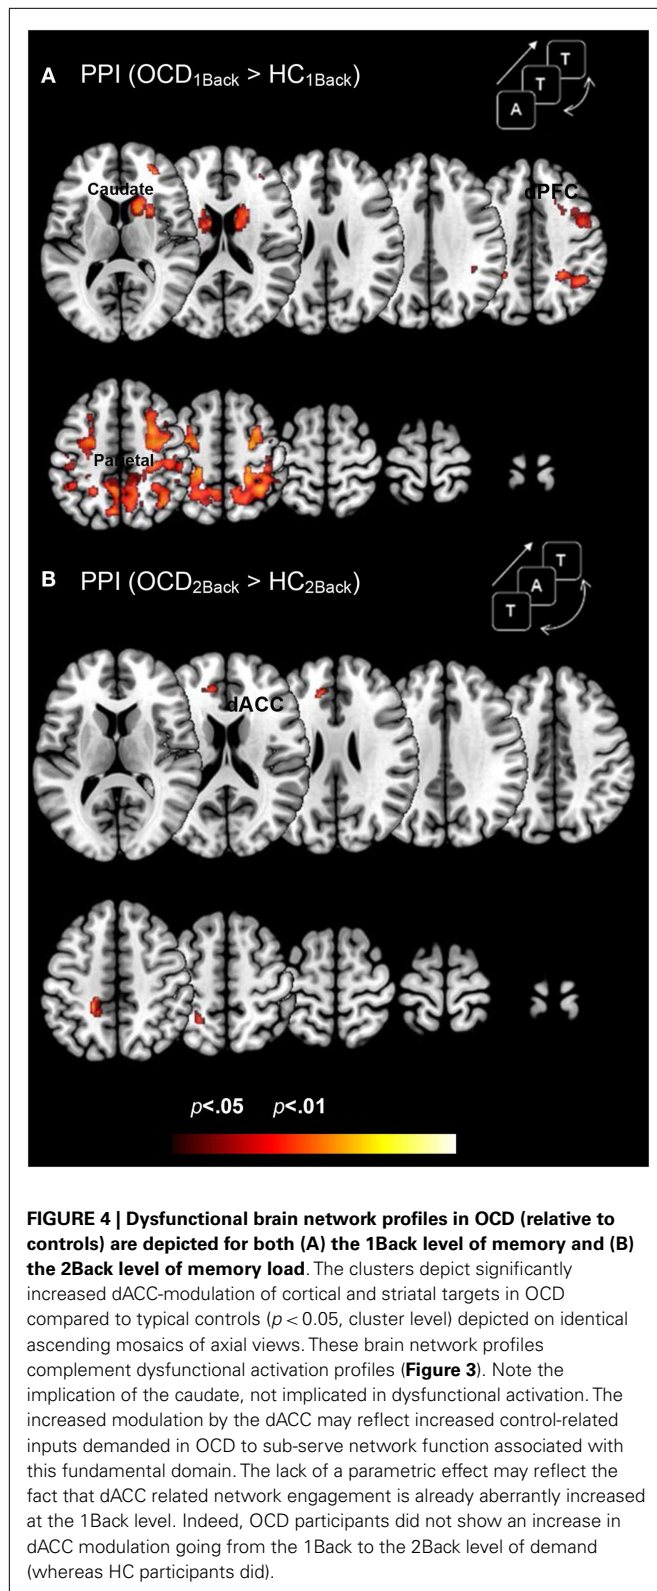 A PPI (OCD1Back > HC1Back)
T
T
A
Caudate
dPFC
Parietal
B PPI (OCD2Back > HC2Back)
T
A
T
dACC
p<.05 p<.01
FIGURE 4 | Dysfunctional brain network profiles in OCD (relative to
controls) are depicted for both (A) the 1Back level of memory and (B)
the 2Back level of memory load. The clusters depict significantly
increased dACC-modulation of cortical and striatal targets in OCD
compared to typical controls (p < 0.05, cluster level) depicted on identical
ascending mosaics of axial views. These brain network profiles
complement dysfunctional activation profiles (Figure 3). Note the
implication of the caudate, not implicated in dysfunctional activation. The
increased modulation by the dACC may reflect increased control-related
inputs demanded in OCD to sub-serve network function associated with
this fundamental domain. The lack of a parametric effect may reflect the
fact that dACC related network engagement is already aberrantly increased
at the 1Back level. Indeed, OCD participants did not show an increase in
dACC modulation going from the 1Back to the 2Back level of demand
(whereas HC participants did).